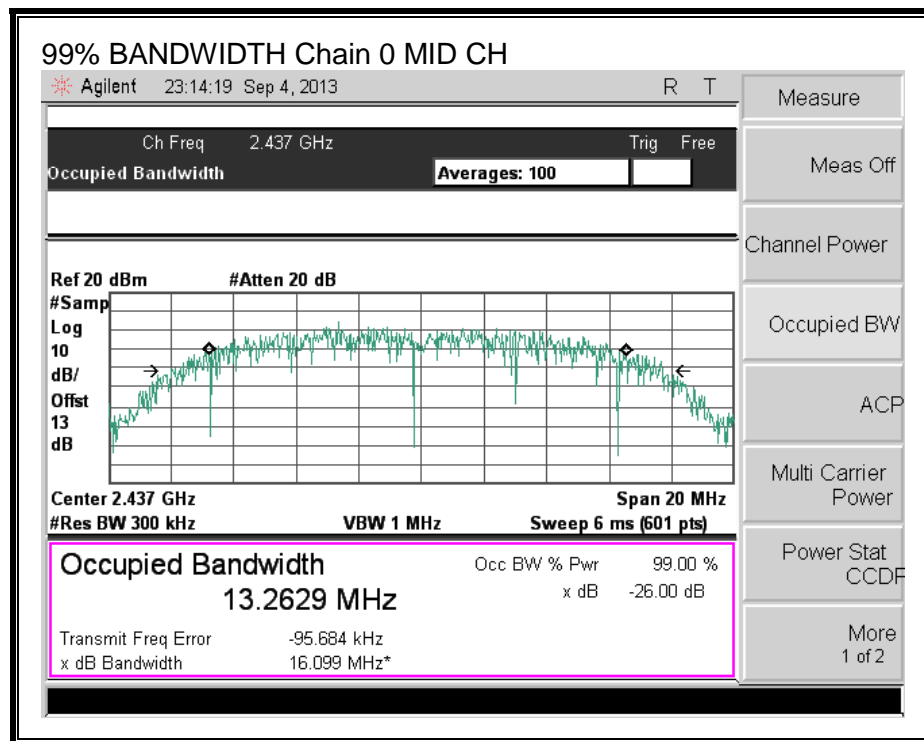 99% BANDWIDTH Chain 0 MID CH
Agilent 23:14:19 Sep 4, 2013 R T
Ch Freq 2.437 GHz Trig Free
Occupied Bandwidth Averages: 100
Ref 20 dBm #Atten 20 dB
#Samp
Log
10
dB/
Offst
13
dB
Center 2.437 GHz Span 20 MHz
#Res BW 300 kHz VBW 1 MHz Sweep 6 ms (601 pts)
Occupied Bandwidth Occ BW % Pwr 99.00 %
13.2629 MHz x dB -26.00 dB
Transmit Freq Error -95.684 kHz
x dB Bandwidth 16.099 MHz*
Measure
Meas Off
Channel Power
Occupied BW
ACP
Multi Carrier
Power
Power Stat
CCDF
More
1 of 2